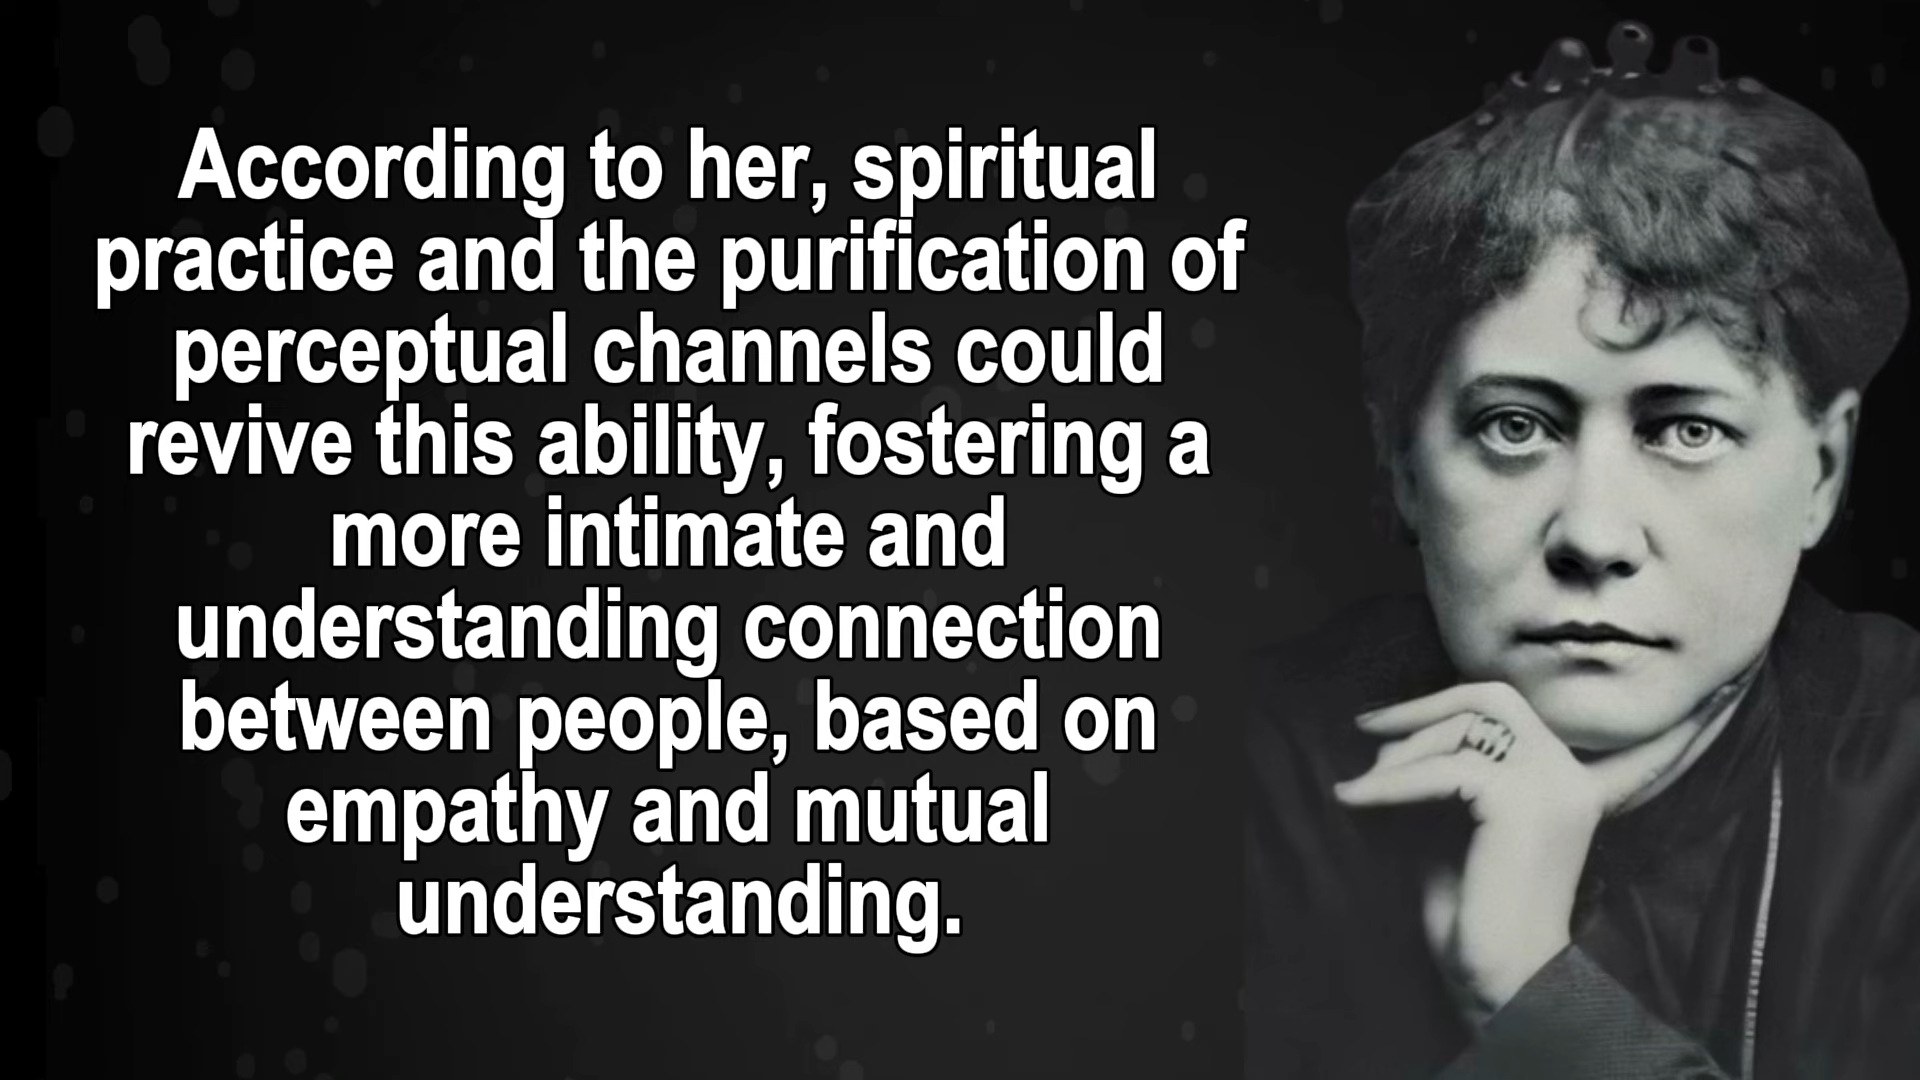 According to her, spiritual
practice and the purification of
perceptual channels could
revive this ability, fostering a
more intimate and
understanding connection
between people, based on
empathy and mutual
understanding.